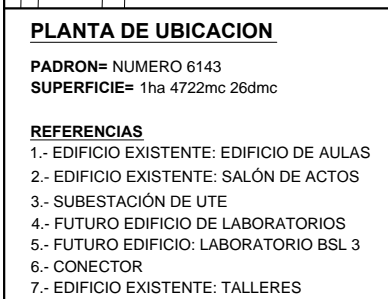 PLANTA DE UBICACION
PADRON= NUMERO 6143
SUPERFICIE= 1ha 4722mc 26dmc
REFERENCIAS
1.- EDIFICIO EXISTENTE: EDIFICIO DE AULAS
2.- EDIFICIO EXISTENTE: SALÓN DE ACTOS
3.- SUBESTACIÓN DE UTE
4.- FUTURO EDIFICIO DE LABORATORIOS
5.- FUTURO EDIFICIO: LABORATORIO BSL 3
6.- CONECTOR
7.- EDIFICIO EXISTENTE: TALLERES